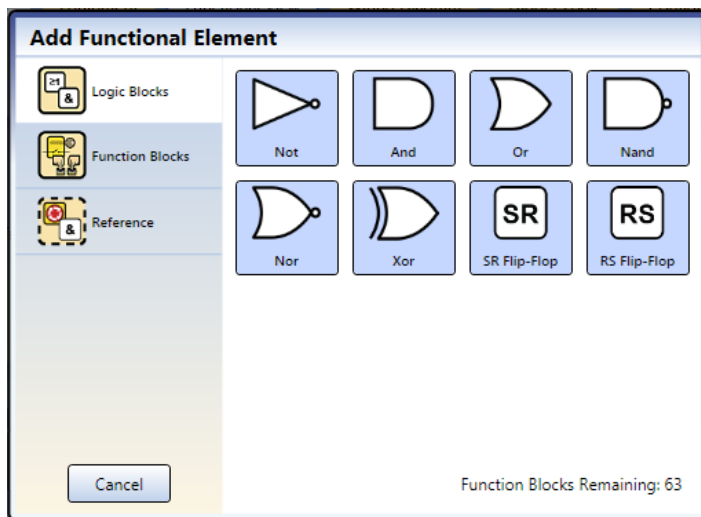 Add Functional Element
≥1
&
Logic Blocks
Function Blocks
&
Reference
Not
And
Or
Nand
Nor
Xor
SR
SR Flip-Flop
RS
RS Flip-Flop
Cancel
Function Blocks Remaining: 63